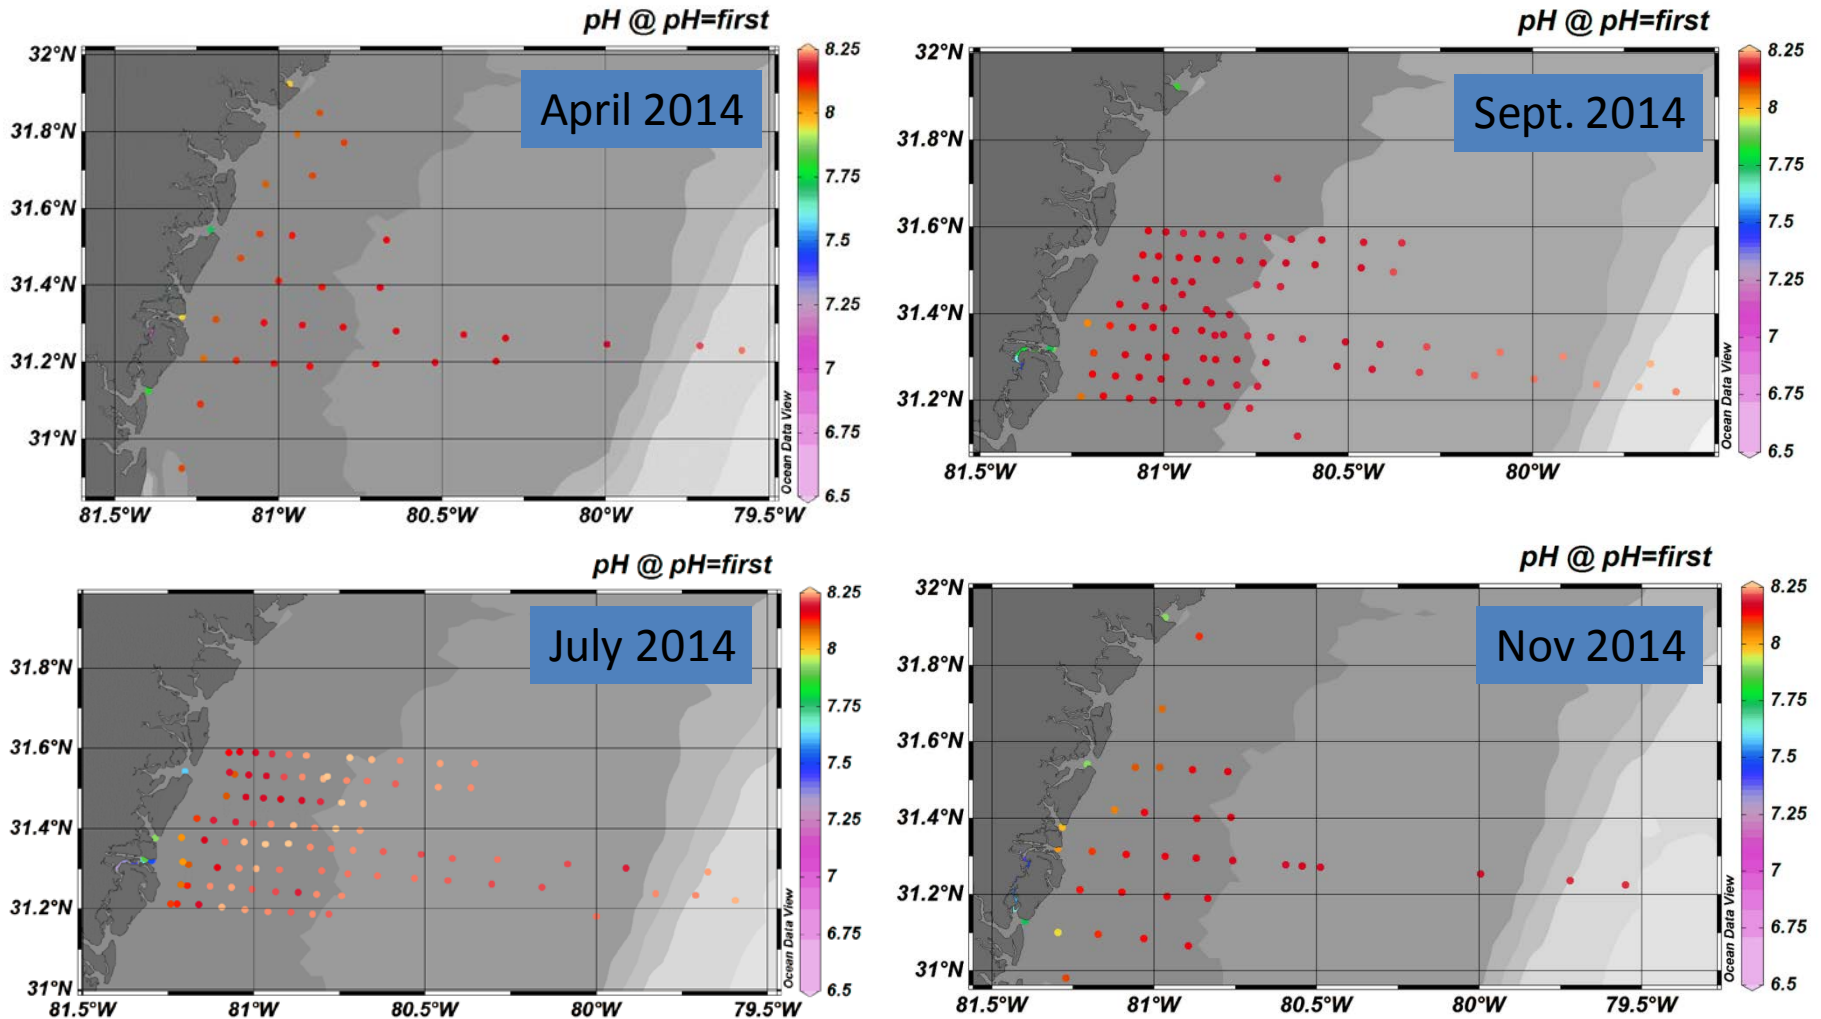 pH @ pH=first
April 2014
32°N
31.8°N
31.6°N
31.4°N
31.2°N
31°N
81.5°W
81°W
80.5°W
80°W
79.5°W
8.25
8
7.75
7.5
7.25
7
6.75
6.5
Ocean Data View
pH @ pH=first
Sept. 2014
32°N
31.8°N
31.6°N
31.4°N
31.2°N
81.5°W
81°W
80.5°W
80°W
8.25
8
7.75
7.5
7.25
7
6.75
6.5
Ocean Data View
pH @ pH=first
July 2014
31.8°N
31.6°N
31.4°N
31.2°N
31°N
81.5°W
81°W
80.5°W
80°W
79.5°W
8.25
8
7.75
7.5
7.25
7
6.75
6.5
Ocean Data View
pH @ pH=first
Nov 2014
32°N
31.8°N
31.6°N
31.4°N
31.2°N
31°N
81.5°W
81°W
80.5°W
80°W
79.5°W
8.25
8
7.75
7.5
7.25
7
6.75
6.5
Ocean Data View